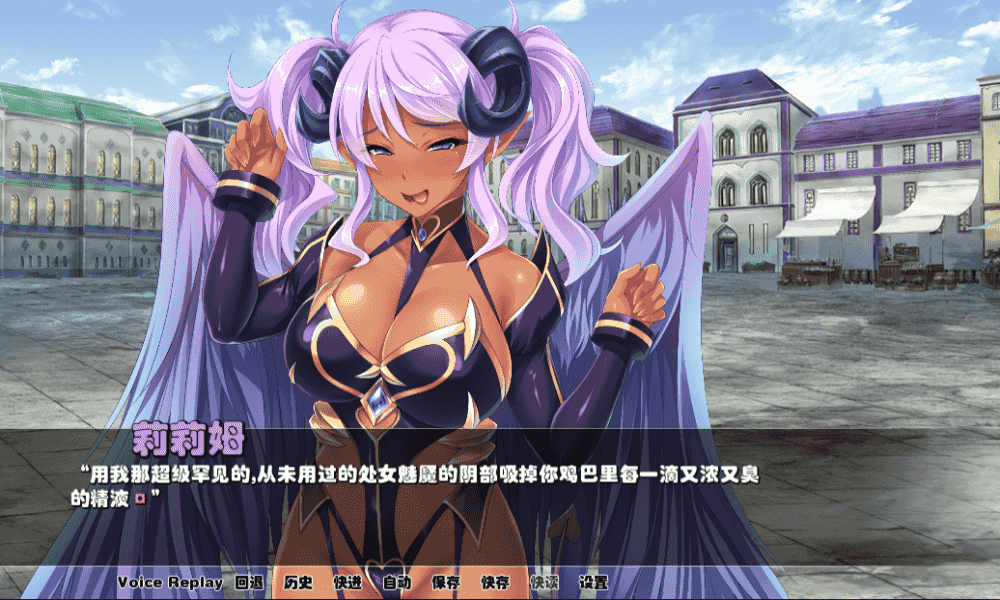 莉莉姆
“用我那超级罕见的,从未用过的处女魅魔的阴部吸掉你鸡巴里每一滴又浓又臭
的精液”
Voice Replay 回退 历史 快进 自动 保存 快存 快读 设置